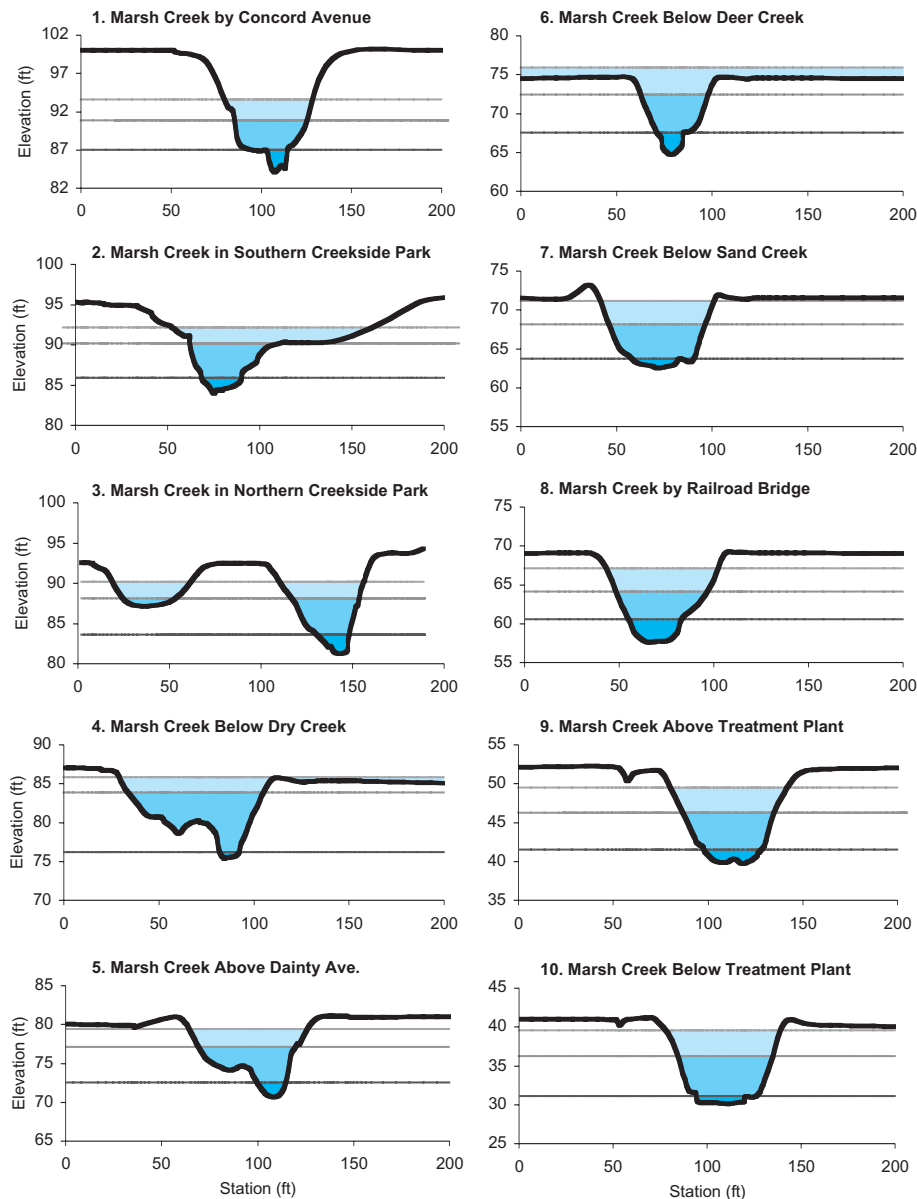 1. Marsh Creek by Concord Avenue
102
97
92
87
82
Elevation (ft)
0 50 100 150 200
2. Marsh Creek in Southern Creekside Park
100
95
90
85
80
Elevation (ft)
0 50 100 150 200
3. Marsh Creek in Northern Creekside Park
100
95
90
85
80
Elevation (ft)
0 50 100 150 200
4. Marsh Creek Below Dry Creek
90
85
80
75
70
Elevation (ft)
0 50 100 150 200
5. Marsh Creek Above Dainty Ave.
85
80
75
70
65
Elevation (ft)
0 50 100 150 200
Station (ft)
6. Marsh Creek Below Deer Creek
80
75
70
65
60
0 50 100 150 200
7. Marsh Creek Below Sand Creek
75
70
65
60
55
0 50 100 150 200
8. Marsh Creek by Railroad Bridge
75
70
65
60
55
0 50 100 150 200
9. Marsh Creek Above Treatment Plant
55
50
45
40
35
0 50 100 150 200
10. Marsh Creek Below Treatment Plant
45
40
35
30
25
0 50 100 150 200
Station (ft)